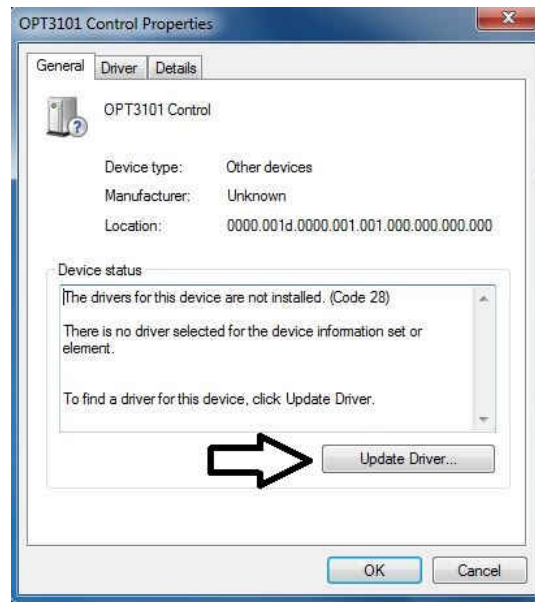 OPT3101 Control Properties
General Driver Details
OPT3101 Control
Device type: Other devices
Manufacturer: Unknown
Location: 0000.001d.0000.001.001.000.000.000.000
Device status
The drivers for this device are not installed. (Code 28)
There is no driver selected for the device information set or
element.
To find a driver for this device, click Update Driver.
Update Driver...
OK Cancel